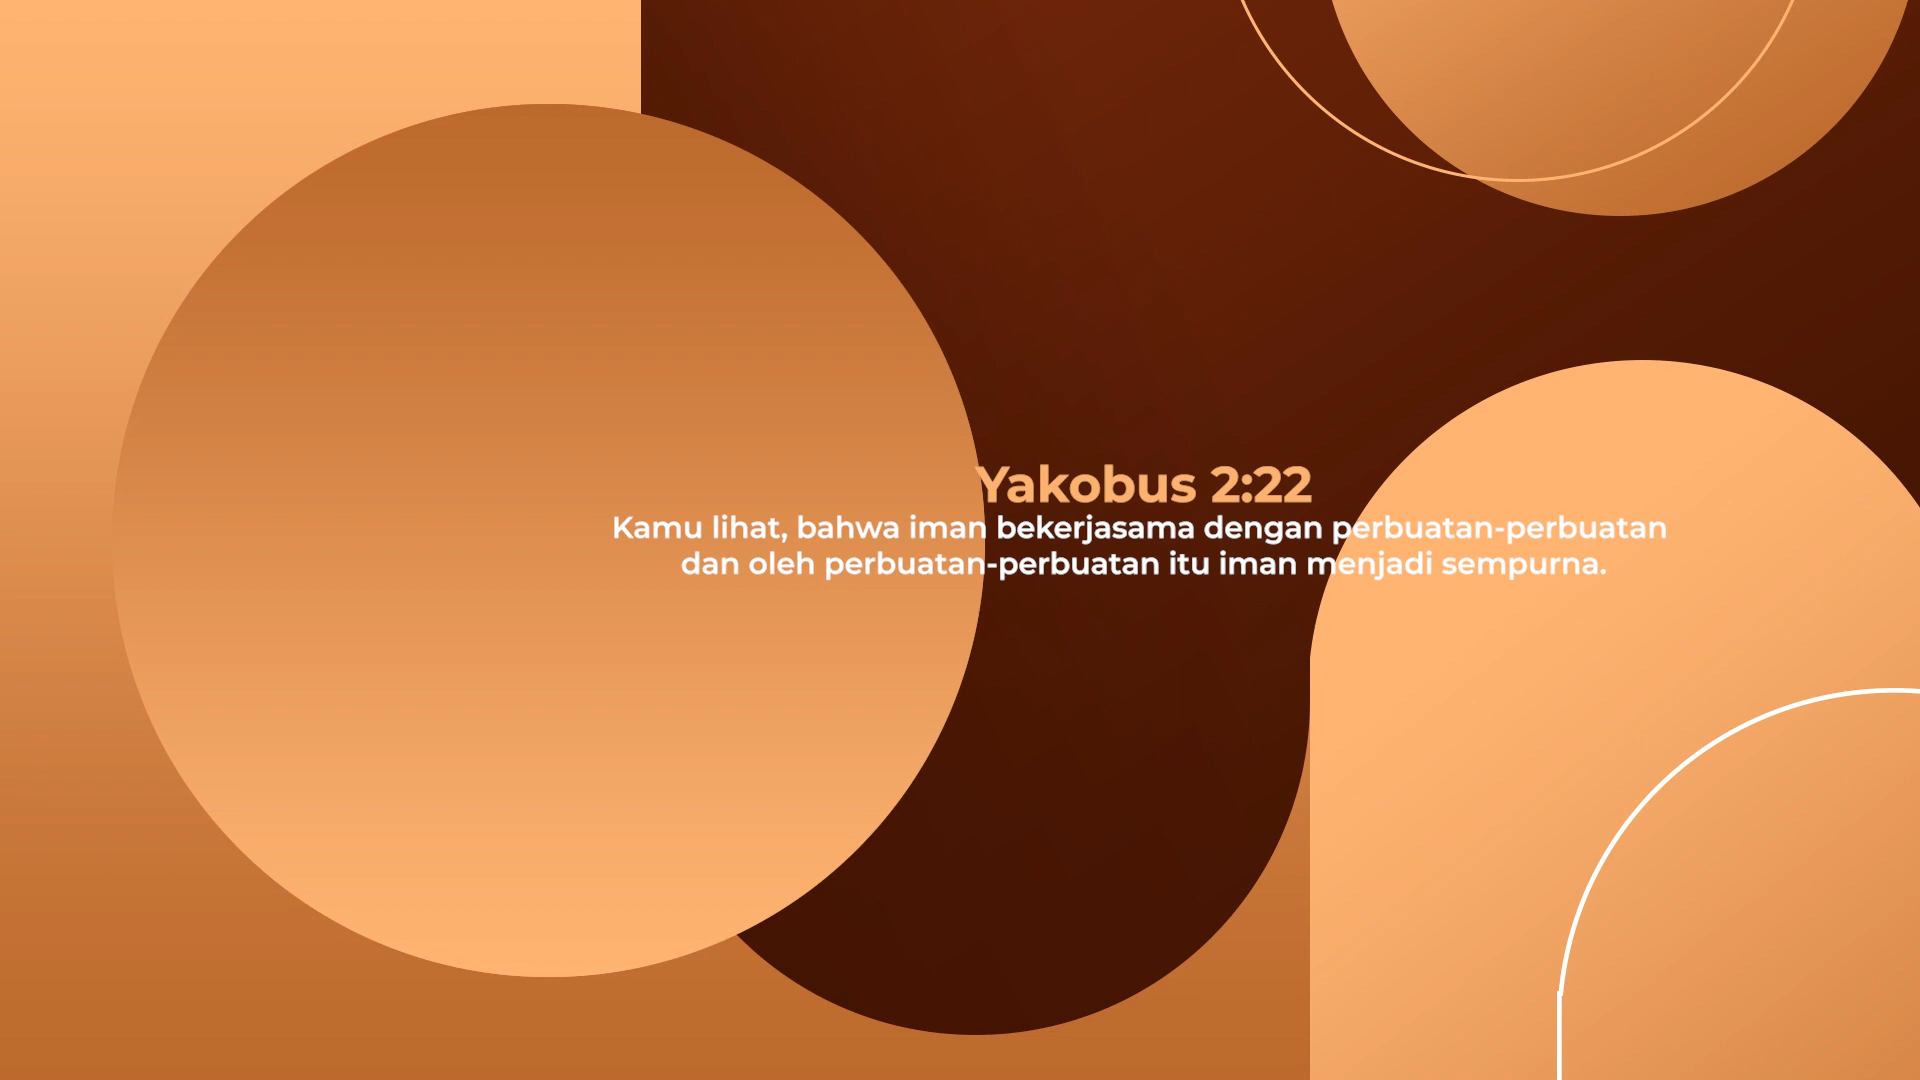 Yakobus 2:22
Kamu lihat, bahwa iman bekerjasama dengan perbuatan-perbuatan
dan oleh perbuatan-perbuatan itu iman menjadi sempurna.